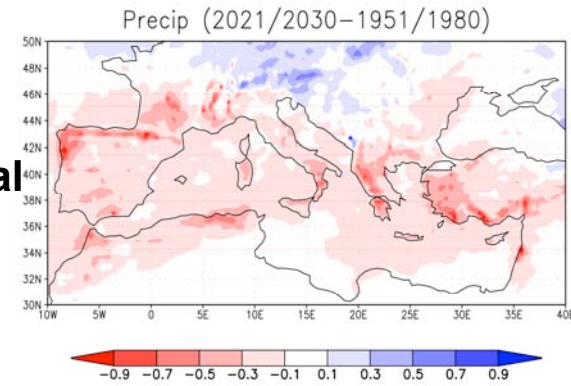 Precip (2021/2030-1951/1980)
50N
48N
46N
44N
42N
al
40N
38N
36N
34N
32N
30N
10W 5W 0 5E 10E 15E 20E 25E 30E 35E 40E
-0.9 -0.7 -0.5 -0.3 -0.1 0.1 0.3 0.5 0.7 0.9